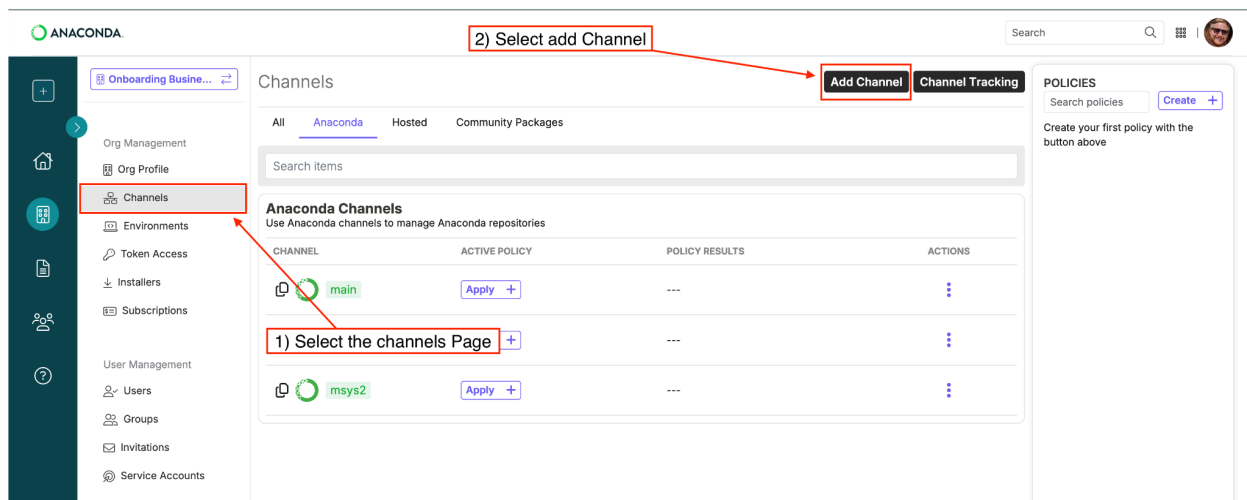 ANACONDA.
2) Select add Channel
Search
Onboarding Busine...
Channels
Add Channel
Channel Tracking
POLICIES
Search policies
Create +
Create your first policy with the
button above
All
Anaconda
Hosted
Community Packages
Org Management
Org Profile
Channels
Environments
Token Access
Installers
Subscriptions
User Management
Users
Groups
Invitations
Service Accounts
Search items
Anaconda Channels
Use Anaconda channels to manage Anaconda repositories
CHANNEL
ACTIVE POLICY
POLICY RESULTS
ACTIONS
main
Apply +
---
1) Select the channels Page
+
---
msys2
Apply +
---